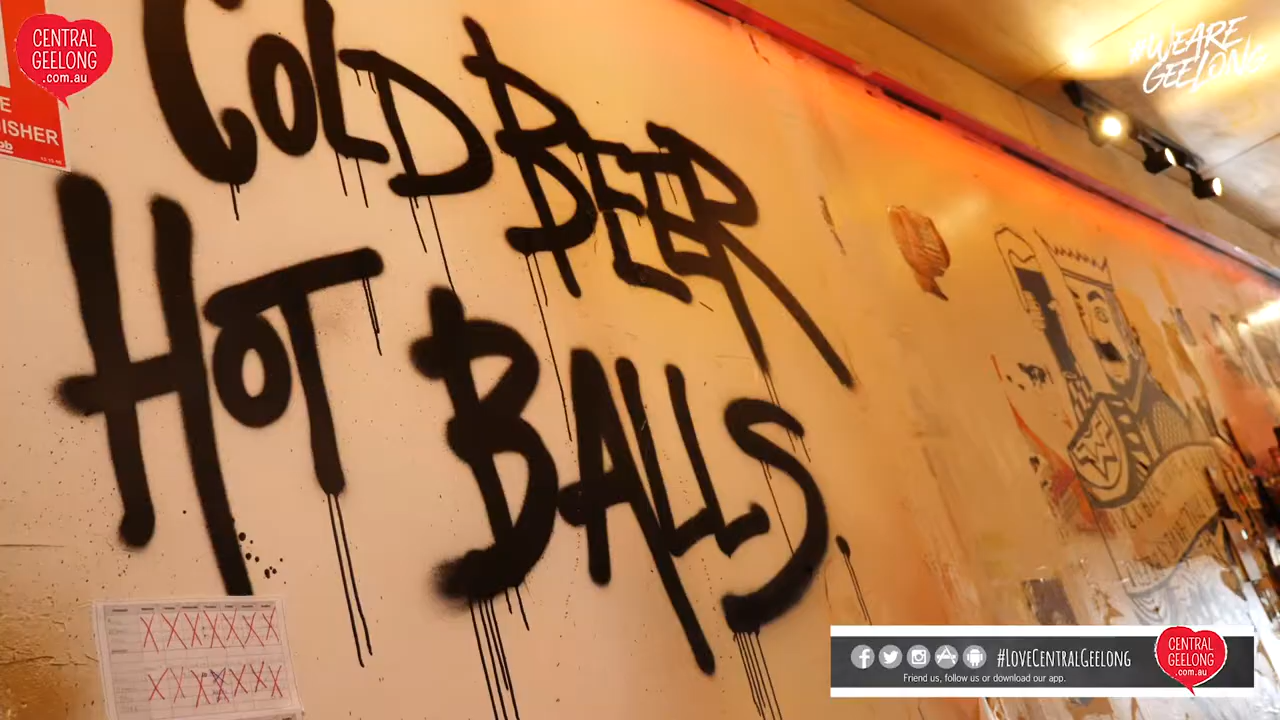 CENTRAL
GEELONG
.com.au
#WEARE
GEELONG
ISHER
COLD BEER
HOT BALLS
#LOVECENTRALGEELONG
Friend us, follow us or download our app.
CENTRAL
GEELONG
.com.au